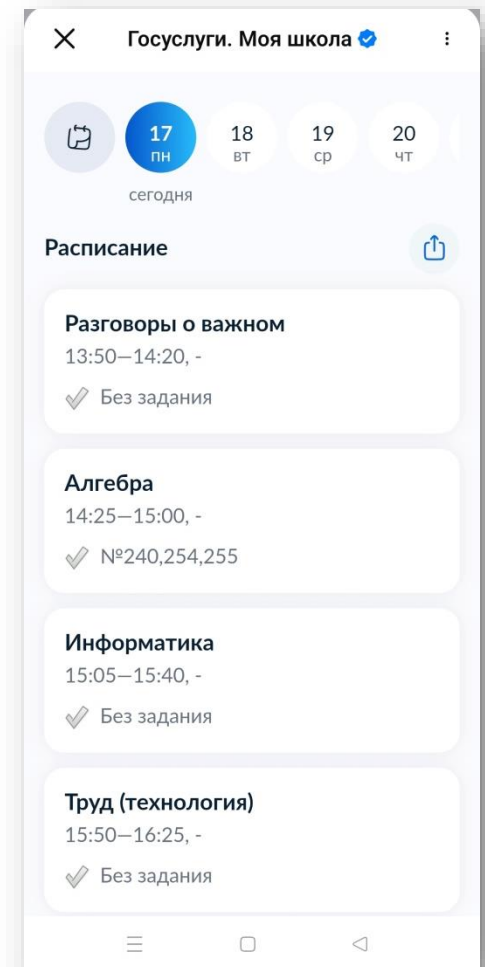 Госуслуги. Моя школа
17 18 19 20
пн вт ср чт
сегодня
Расписание
Разговоры о важном
13:50—14:20, -
Без задания
Алгебра
14:25—15:00, -
№240,254,255
Информатика
15:05—15:40, -
Без задания
Труд (технология)
15:50—16:25, -
Без задания